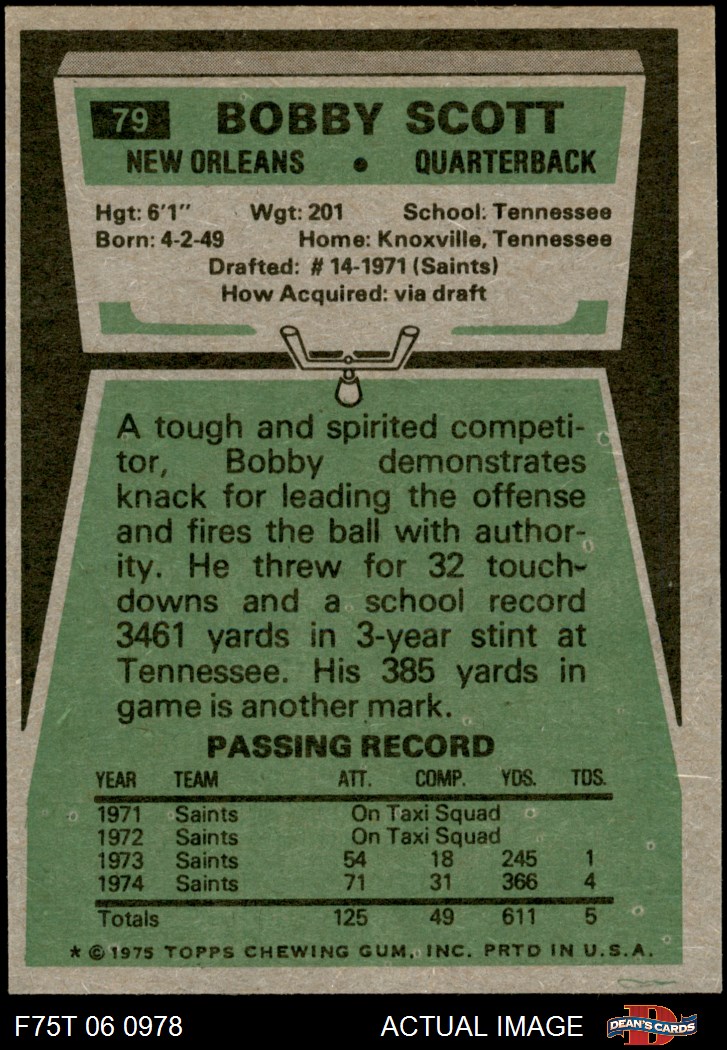 79 BOBBY SCOTT
NEW ORLEANS • QUARTERBACK
Hgt: 6'1" Wgt: 201 School: Tennessee
Born: 4-2-49 Home: Knoxville, Tennessee
Drafted: # 14-1971 (Saints)
How Acquired: via draft
A tough and spirited competi-
tor, Bobby demonstrates
knack for leading the offense
and fires the ball with author-
ity. He threw for 32 touch-
downs and a school record
3461 yards in 3-year stint at
Tennessee. His 385 yards in
game is another mark.
PASSING RECORD
YEAR TEAM ATT. COMP. YDS. TDS.
1971 Saints On Taxi Squad
1972 Saints On Taxi Squad
1973 Saints 54 18 245 1
1974 Saints 71 31 366 4
Totals 125 49 611 5
* © 1975 TOPPS CHEWING GUM, INC. PRTD IN U.S.A.
F75T 06 0978 ACTUAL IMAGE D DEAN'S CARDS